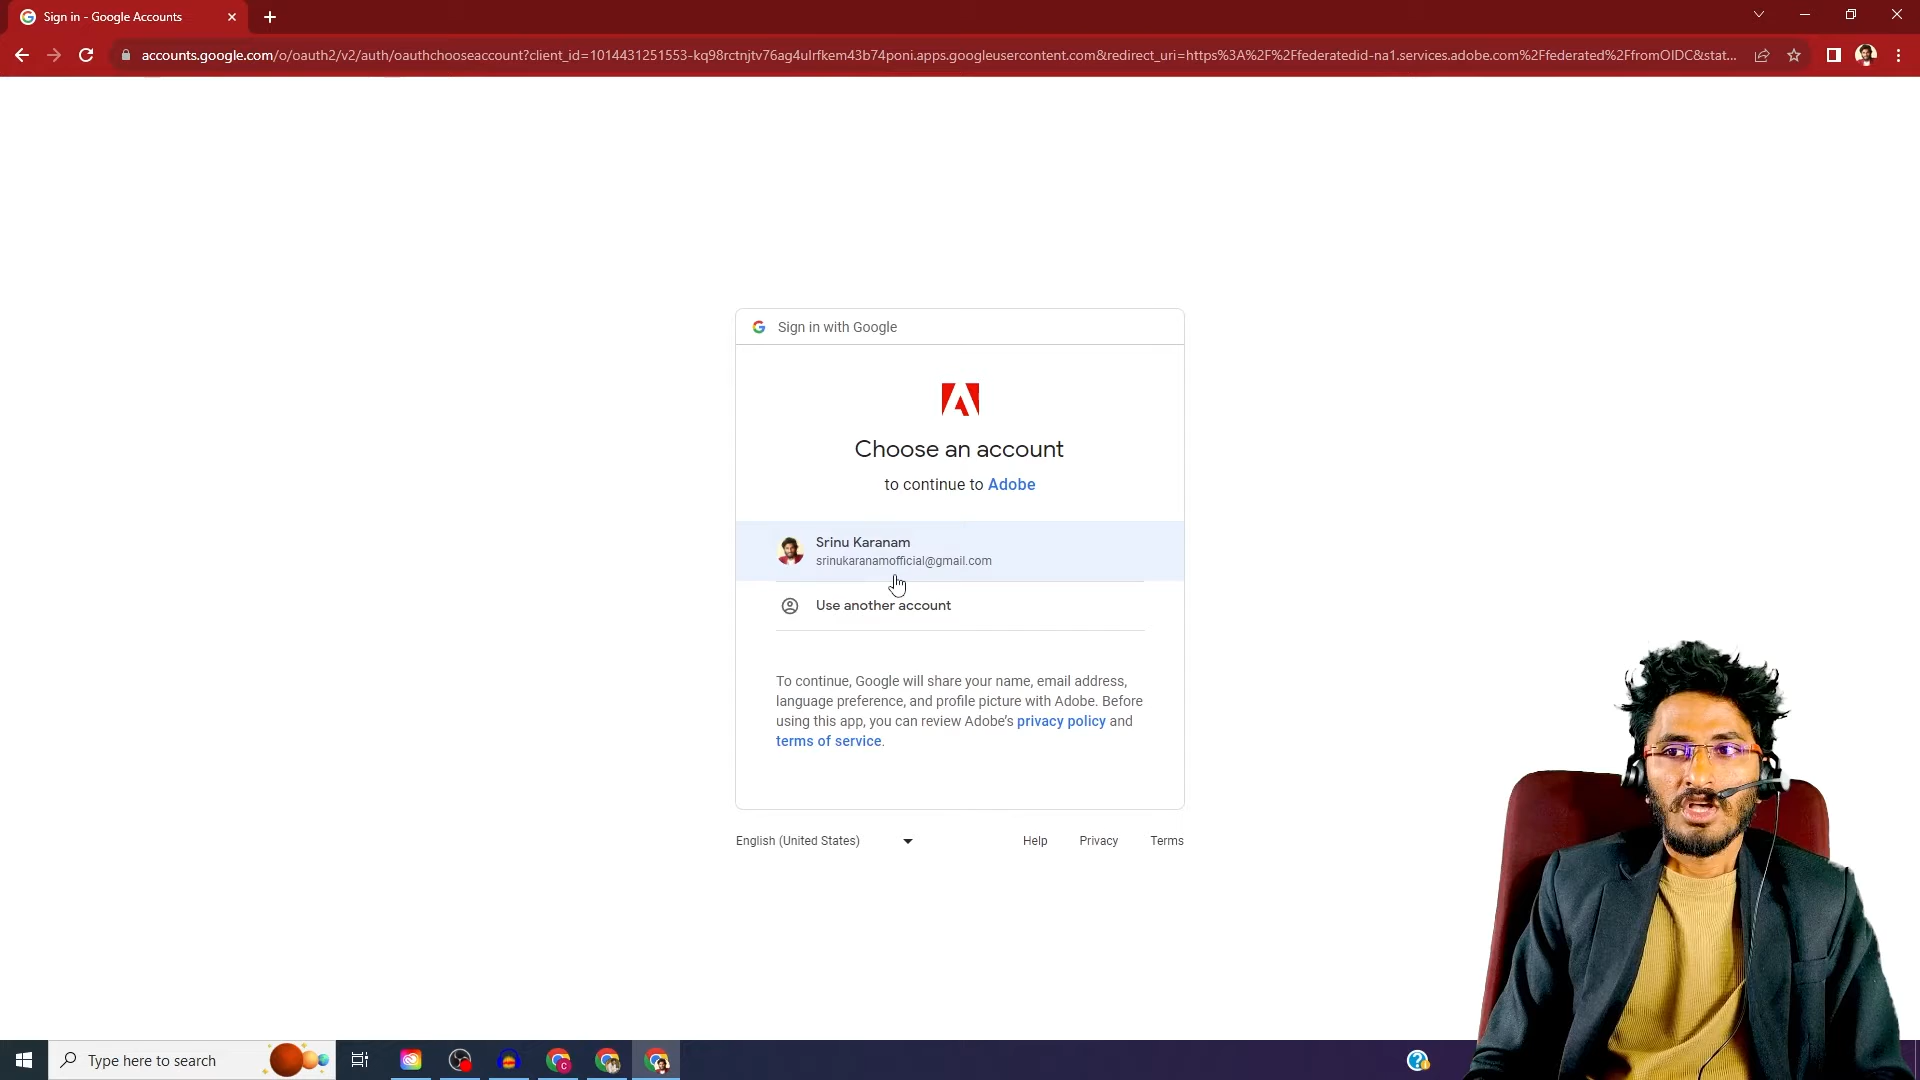 Sign in - Google Accounts
accounts.google.com/o/oauth2/v2/auth/oauthchooseaccount?client_id=1014431251553-kq98rctnjtv76ag4ulrfkem43b74poni.apps.googleusercontent.com&redirect_uri=https%3A%2F%2Ffederatedid-na1.services.adobe.com%2Ffederated%2FfromOIDC&stat...
Sign in with Google
Choose an account
to continue to Adobe
Srinu Karanam
srinukaranamofficial@gmail.com
Use another account
To continue, Google will share your name, email address,
language preference, and profile picture with Adobe. Before
using this app, you can review Adobe's privacy policy and
terms of service.
English (United States)
Help
Privacy
Terms
Type here to search